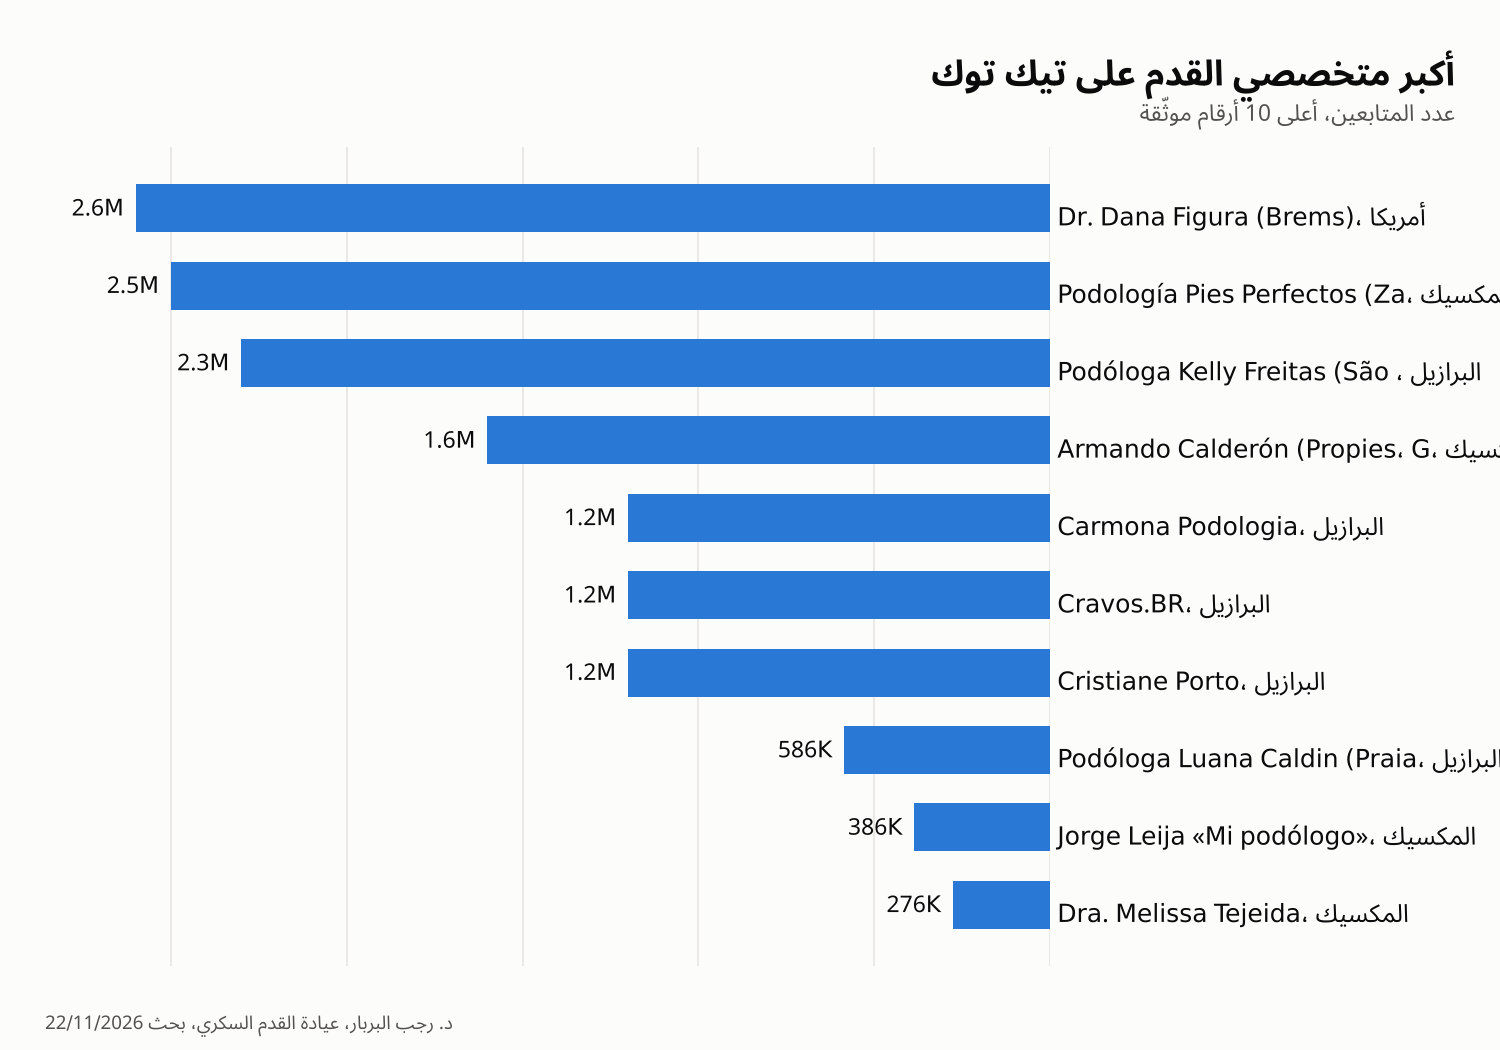 أكبر متخصصي القدم على تيك توك
عدد المتابعين، أعلى 10 أرقام موثّقة
Dr. Dana Figura (Brems)، أمريكا
2.6M
Podología Pies Perfectos (Za،
2.5M
Podóloga Kelly Freitas (São ، البرازيل
2.3M
Armando Calderón (Propies، G،
1.6M
Carmona Podologia، البرازيل
1.2M
Cravos.BR، البرازيل
1.2M
Cristiane Porto، البرازيل
1.2M
Podóloga Luana Caldin (Praia، البرازيل
586K
Jorge Leija «Mi podólogo»، المكسيك
386K
Dra. Melissa Tejeida، المكسيك
276K
د. رجب البربار، عيادة القدم السكري، بحث 22/11/2026